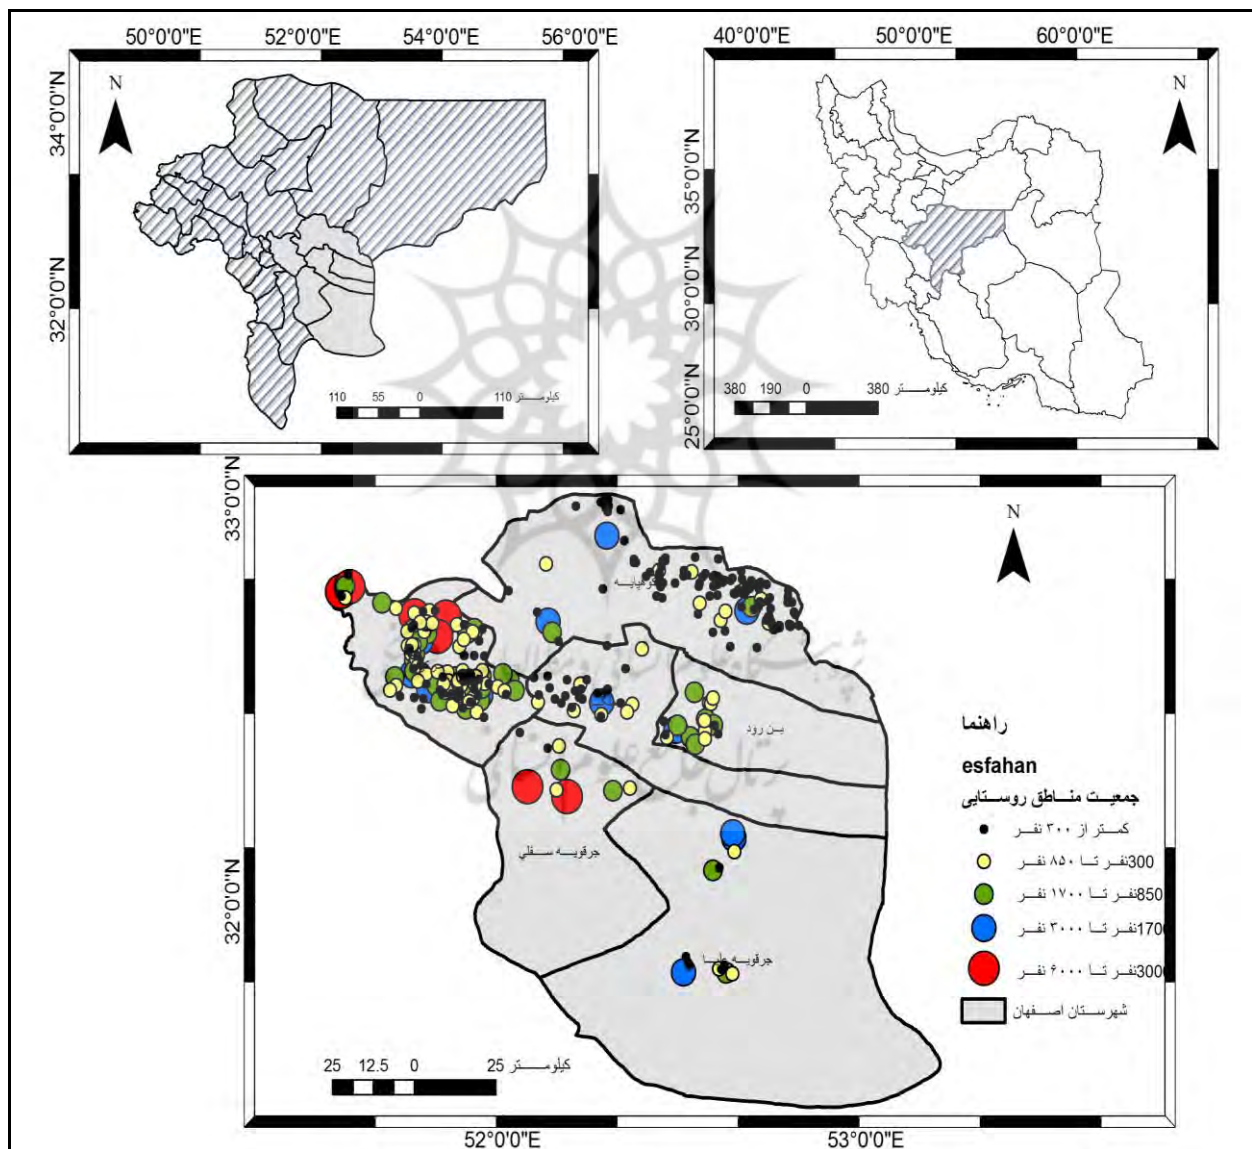 50°0'0"E 52°0'0"E 54°0'0"E 56°0'0"E
34°0'0"N
32°0'0"N
N
110 55 0 110 کیلومتر
40°0'0"E 50°0'0"E 60°0'0"E
35°0'0"N
30°0'0"N
25°0'0"N
N
380 190 0 380 کیلومتر
33°0'0"N
32°0'0"N
N
کوهپایه
بن رود
جرقویه سفلی
جرقویه علیا
راهنما
esfahan
جمعیت مناطق روستایی
کمتر از ۳۰۰ نفر
300نفر تا ۸۵۰ نفر
850نفر تا ۱۷۰۰ نفر
1700نفر تا ۳۰۰۰ نفر
3000نفر تا ۶۰۰۰ نفر
شهرستان اصفهان
25 12.5 0 25 کیلومتر
52°0'0"E 53°0'0"E